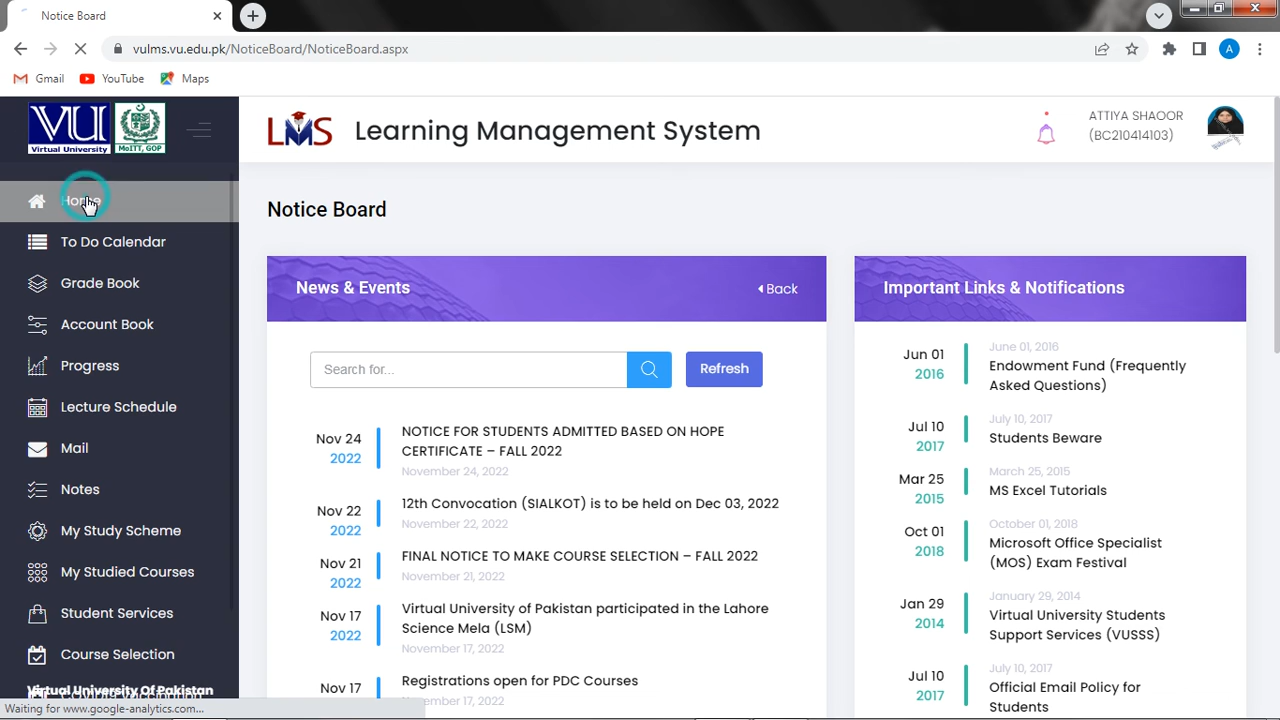 Notice Board
vulms.vu.edu.pk/NoticeBoard/NoticeBoard.aspx
A
Gmail
YouTube
Maps
VU
Virtual University
MoITT, GOP
LMS
Learning Management System
ATTIYA SHAOOR
(BC210414103)
Home
To Do Calendar
Grade Book
Account Book
Progress
Lecture Schedule
Mail
Notes
My Study Scheme
My Studied Courses
Student Services
Course Selection
Virtual University Of Pakistan
Waiting for www.google-analytics.com...
Notice Board
News & Events
Back
Search for...
Refresh
Nov 24
2022
NOTICE FOR STUDENTS ADMITTED BASED ON HOPE
CERTIFICATE – FALL 2022
November 24, 2022
Nov 22
2022
12th Convocation (SIALKOT) is to be held on Dec 03, 2022
November 22, 2022
Nov 21
2022
FINAL NOTICE TO MAKE COURSE SELECTION – FALL 2022
November 21, 2022
Nov 17
2022
Virtual University of Pakistan participated in the Lahore
Science Mela (LSM)
November 17, 2022
Nov 17
Registrations open for PDC Courses
November 17, 2022
Important Links & Notifications
Jun 01
2016
June 01, 2016
Endowment Fund (Frequently
Asked Questions)
Jul 10
2017
July 10, 2017
Students Beware
Mar 25
2015
March 25, 2015
MS Excel Tutorials
Oct 01
2018
October 01, 2018
Microsoft Office Specialist
(MOS) Exam Festival
Jan 29
2014
January 29, 2014
Virtual University Students
Support Services (VUSSS)
Jul 10
2017
July 10, 2017
Official Email Policy for
Students